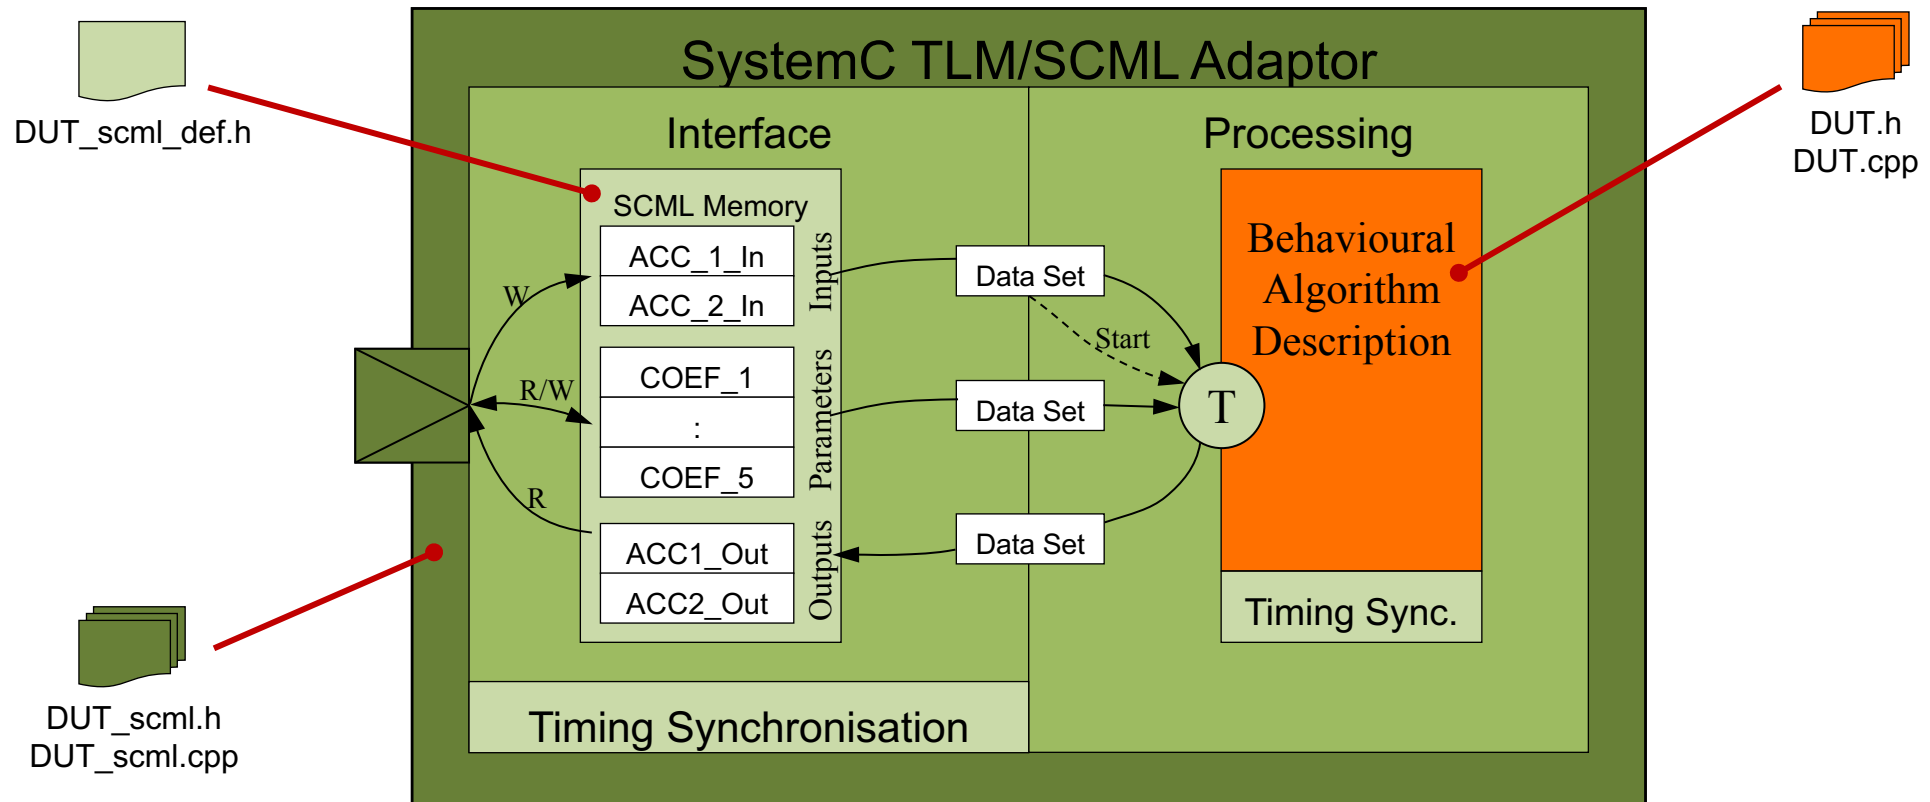 SystemC TLM/SCML Adaptor
DUT_scml_def.h
DUT.h
DUT.cpp
Interface
Processing
SCML Memory
ACC_1_In
ACC_2_In
Inputs
COEF_1
:
COEF_5
Parameters
ACC1_Out
ACC2_Out
Outputs
W
R/W
R
Data Set
Start
Data Set
Data Set
T
Behavioural
Algorithm
Description
Timing Sync.
Timing Synchronisation
DUT_scml.h
DUT_scml.cpp